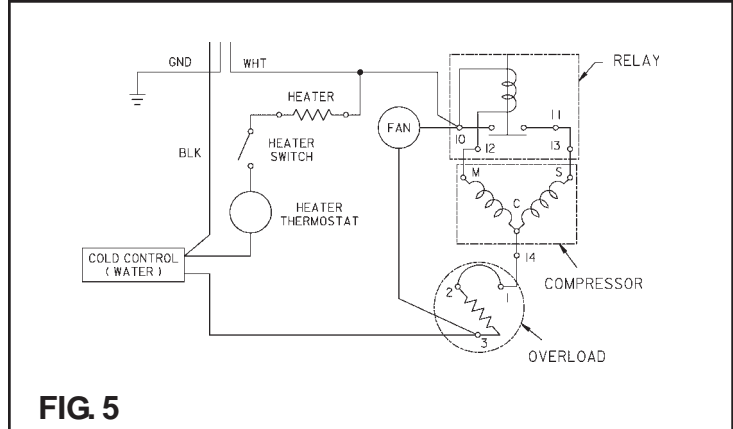 GND
WHT
RELAY
HEATER
FAN
10
11
12
13
BLK
HEATER
SWITCH
M
S
C
HEATER
THERMOSTAT
14
COLD CONTROL
( WATER )
COMPRESSOR
2
1
3
OVERLOAD
FIG. 5